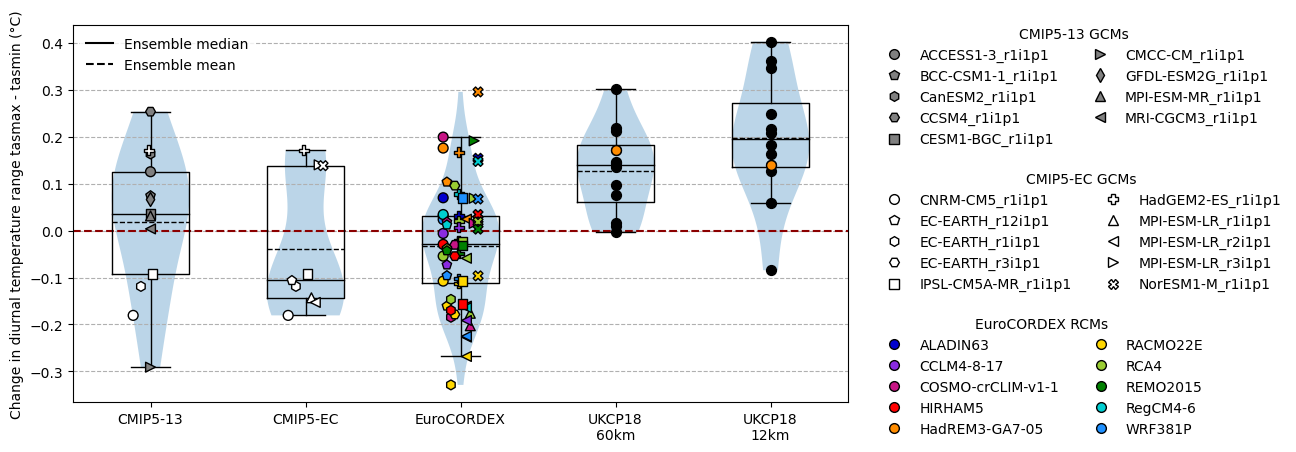 Change in diurnal temperature range tasmax - tasmin (°C)
Ensemble median
Ensemble mean
0.4
0.3
0.2
0.1
0.0
−0.1
−0.2
−0.3
CMIP5-13
CMIP5-EC
EuroCORDEX
UKCP18
60km
UKCP18
12km
CMIP5-13 GCMs
ACCESS1-3_r1i1p1
BCC-CSM1-1_r1i1p1
CanESM2_r1i1p1
CCSM4_r1i1p1
CESM1-BGC_r1i1p1
CMCC-CM_r1i1p1
GFDL-ESM2G_r1i1p1
MPI-ESM-MR_r1i1p1
MRI-CGCM3_r1i1p1
CMIP5-EC GCMs
CNRM-CM5_r1i1p1
EC-EARTH_r12i1p1
EC-EARTH_r1i1p1
EC-EARTH_r3i1p1
IPSL-CM5A-MR_r1i1p1
HadGEM2-ES_r1i1p1
MPI-ESM-LR_r1i1p1
MPI-ESM-LR_r2i1p1
MPI-ESM-LR_r3i1p1
NorESM1-M_r1i1p1
EuroCORDEX RCMs
ALADIN63
CCLM4-8-17
COSMO-crCLIM-v1-1
HIRHAM5
HadREM3-GA7-05
RACMO22E
RCA4
REMO2015
RegCM4-6
WRF381P